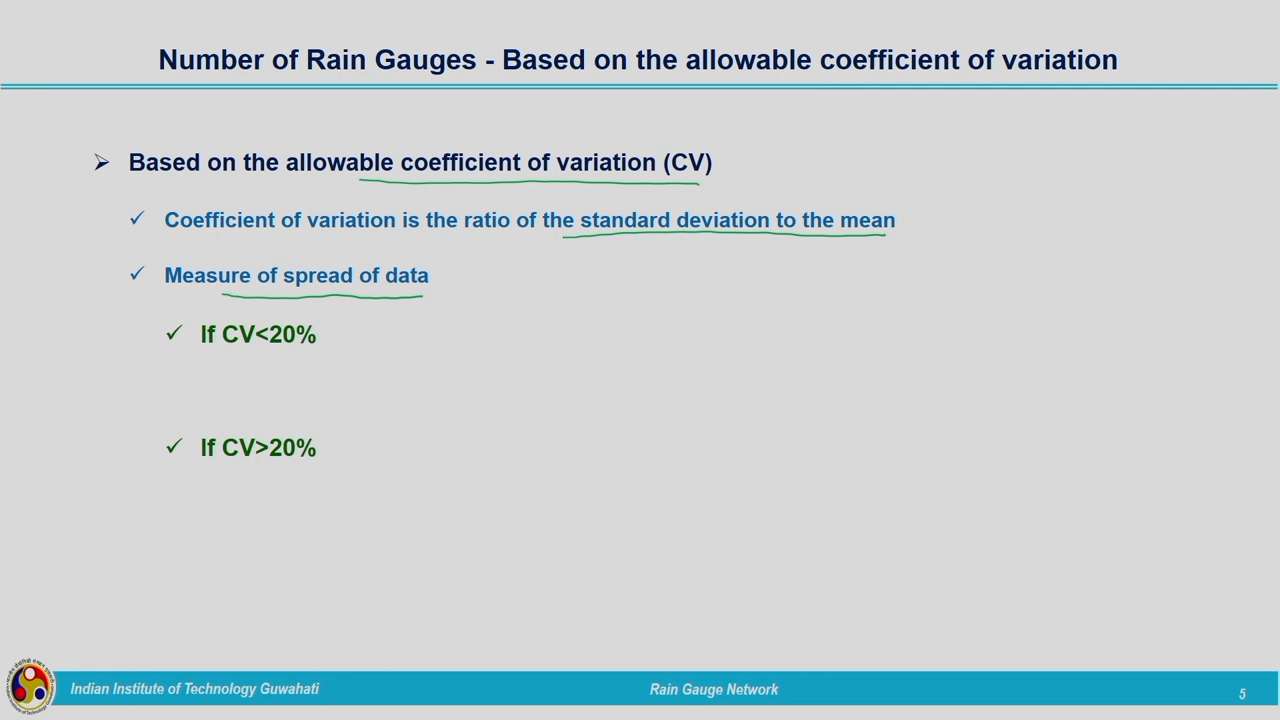 Number of Rain Gauges - Based on the allowable coefficient of variation
Based on the allowable coefficient of variation (CV)
Coefficient of variation is the ratio of the standard deviation to the mean
Measure of spread of data
If CV<20%
If CV>20%
Indian Institute of Technology Guwahati
Rain Gauge Network
5